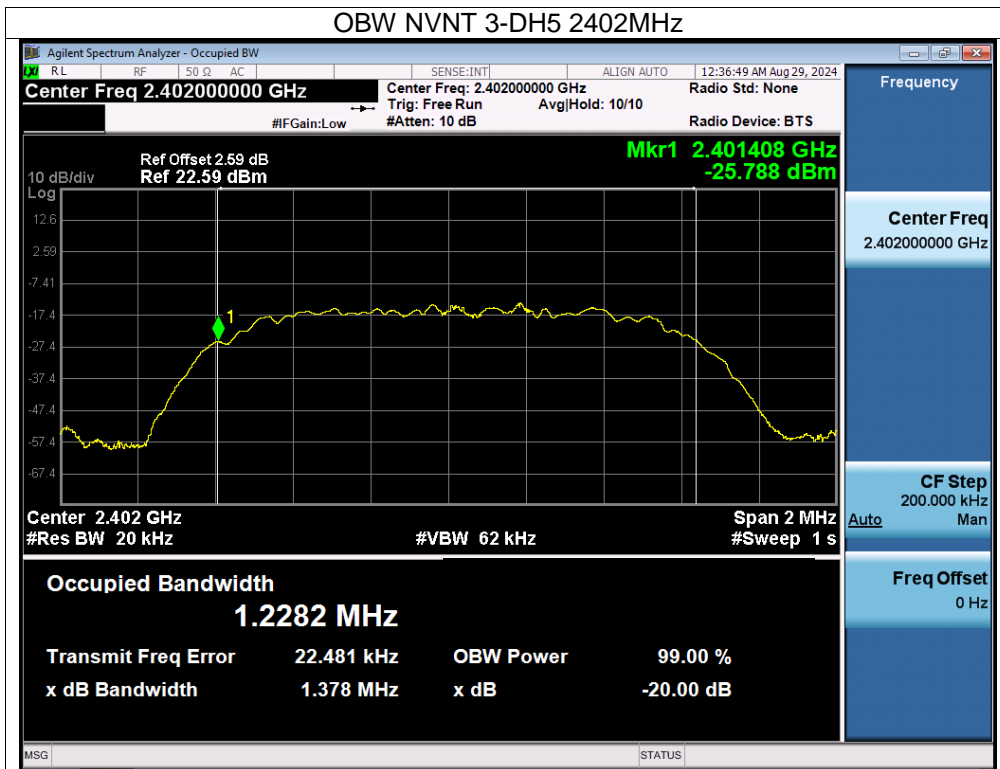 OBW NVNT 3-DH5 2402MHz
Agilent Spectrum Analyzer - Occupied BW
LXI RL RF 50 Ω AC SENSE:INT ALIGN AUTO 12:36:49 AM Aug 29, 2024
Center Freq 2.402000000 GHz
Center Freq: 2.402000000 GHz Radio Std: None
Trig: Free Run Avg|Hold: 10/10
#IFGain:Low #Atten: 10 dB Radio Device: BTS
Frequency
Mkr1 2.401408 GHz
-25.788 dBm
Ref Offset 2.59 dB
10 dB/div Ref 22.59 dBm
Log
12.6
2.59
-7.41
-17.4
-27.4
-37.4
-47.4
-57.4
-67.4
1
Center 2.402 GHz Span 2 MHz
#Res BW 20 kHz #VBW 62 kHz #Sweep 1 s
Center Freq
2.402000000 GHz
CF Step
200.000 kHz
Auto Man
Freq Offset
0 Hz
Occupied Bandwidth
1.2282 MHz
Transmit Freq Error 22.481 kHz OBW Power 99.00 %
x dB Bandwidth 1.378 MHz x dB -20.00 dB
MSG STATUS